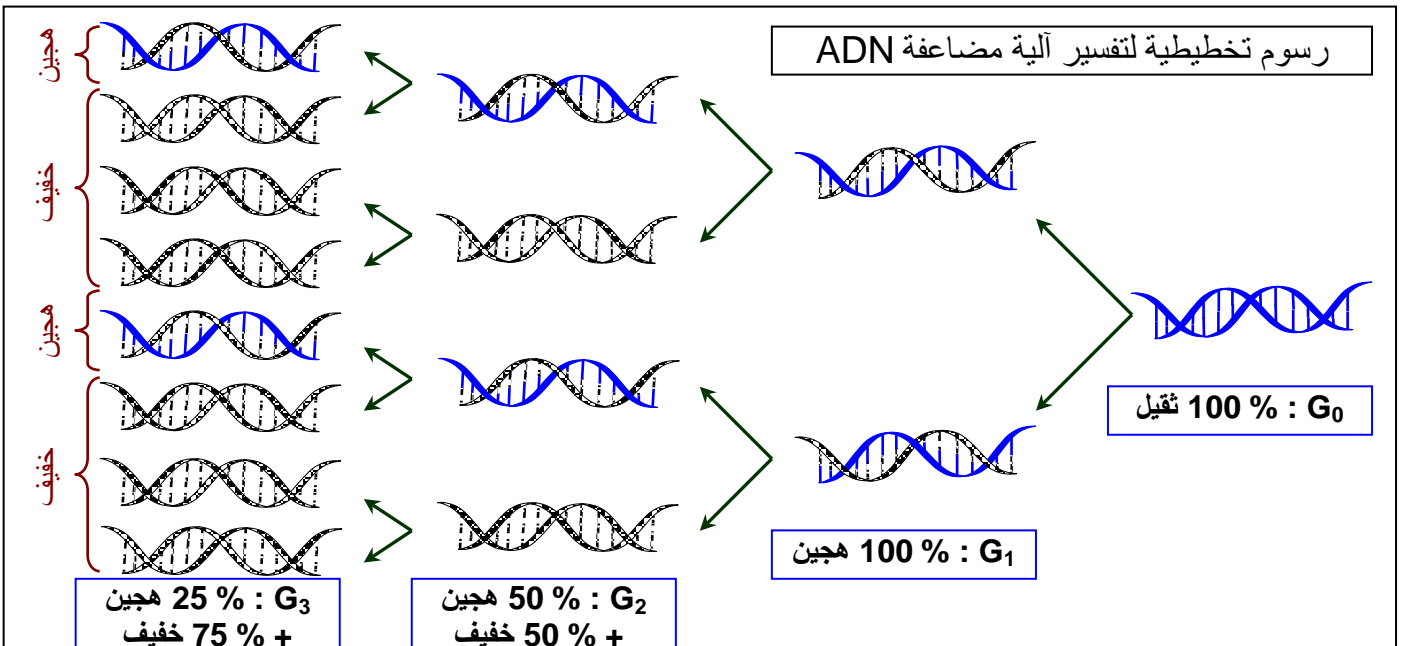 رسوم تخطيطية لتفسير آلية مضاعفة ADN
G0 : % 100 ثقيل
G1 : % 100 هجين
G2 : % 50 هجين
+ % 50 خفيف
G3 : % 25 هجين
+ % 75 خفيف
هجين
خفيف
هجين
خفيف